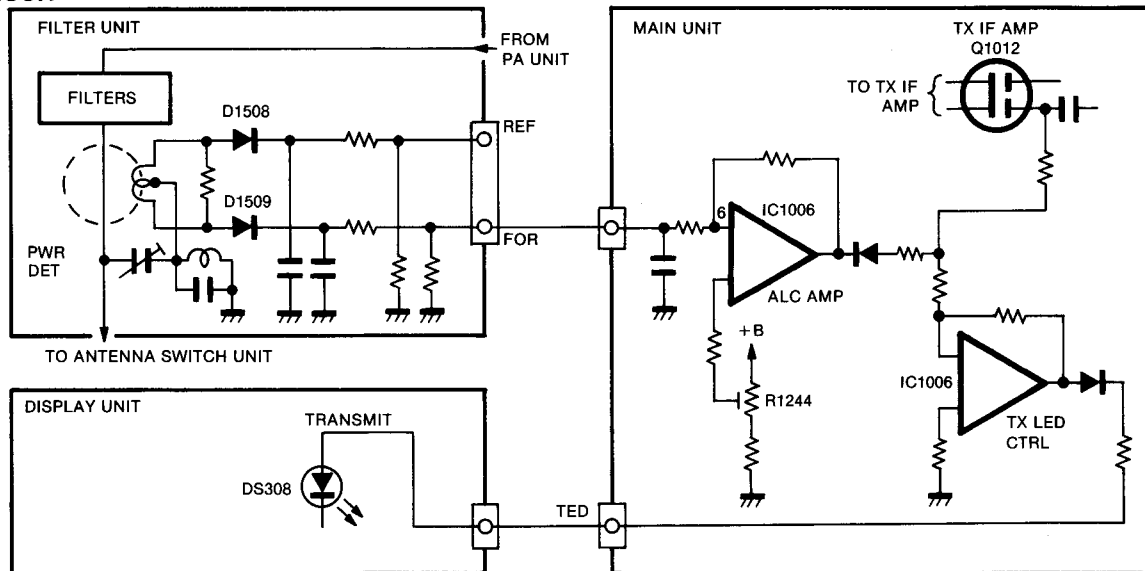 FILTER UNIT
FROM
PA UNIT
FILTERS
D1508
REF
D1509
FOR
PWR
DET
TO ANTENNA SWITCH UNIT
MAIN UNIT
TX IF AMP
Q1012
TO TX IF
AMP
6
IC1006
ALC AMP
+B
R1244
IC1006
TX LED
CTRL
DISPLAY UNIT
TRANSMIT
DS308
TED